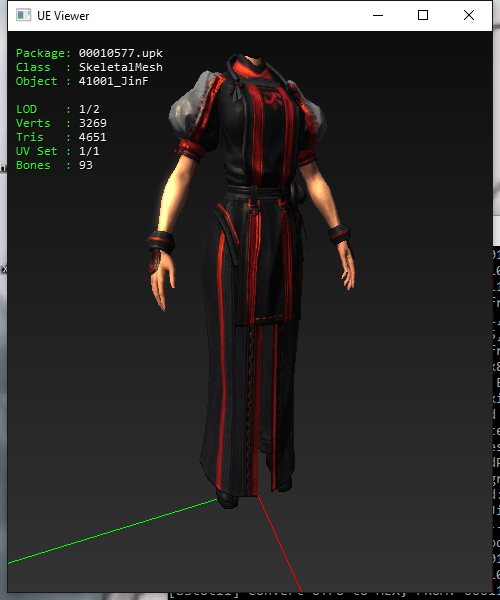 UE Viewer
Package: 00010577.upk
Class : SkeletalMesh
Object : 41001_JinF
LOD : 1/2
Verts : 3269
Tris : 4651
UV Set : 1/1
Bones : 93